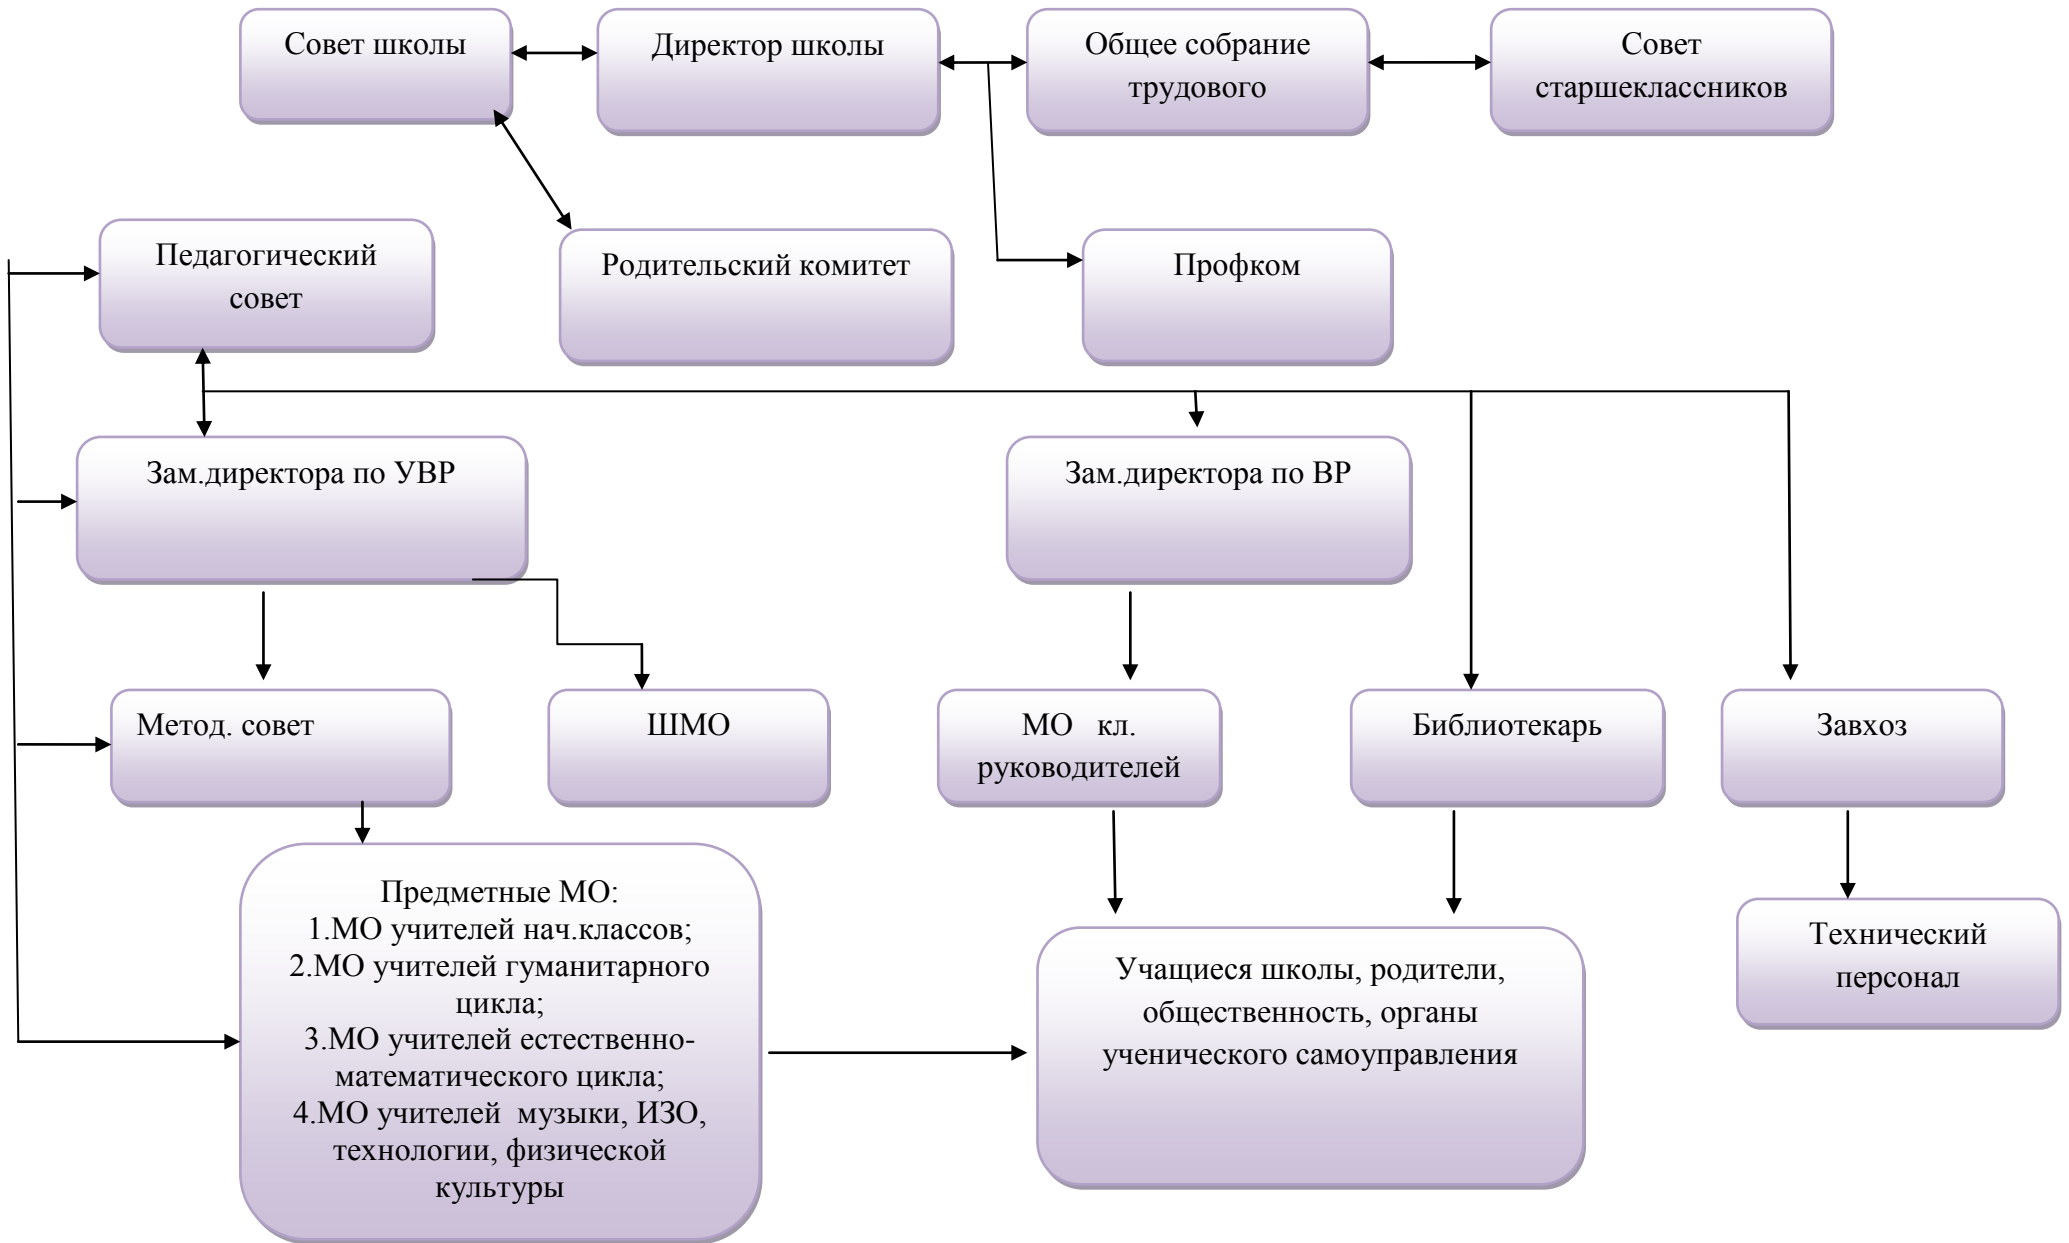 Совет школы
Директор школы
Общее собрание
трудового
Совет
старшеклассников
Педагогический
совет
Родительский комитет
Профком
Зам.директора по УВР
Зам.директора по ВР
Метод. совет
ШМО
МО кл.
руководителей
Библиотекарь
Завхоз
Предметные МО:
1.МО учителей нач.классов;
2.МО учителей гуманитарного
цикла;
3.МО учителей естественно-
математического цикла;
4.МО учителей музыки, ИЗО,
технологии, физической
культуры
Учащиеся школы, родители,
общественность, органы
ученического самоуправления
Технический
персонал